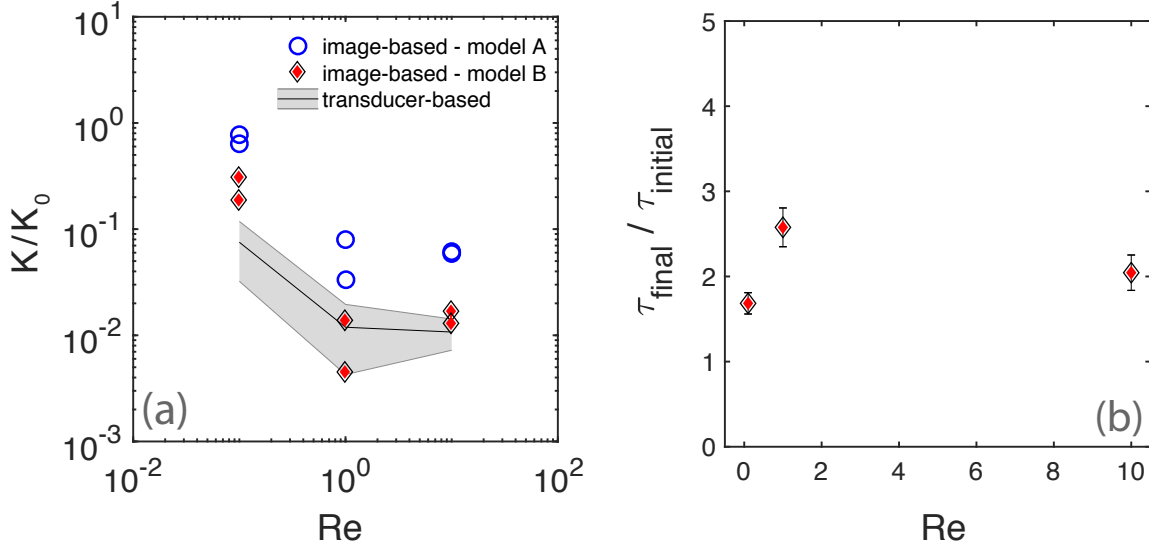 10^1
10^0
10^-1
10^-2
10^-3
K/K_0
image-based - model A
image-based - model B
transducer-based
(a)
10^-2
10^0
10^2
Re
5
4
3
2
1
0
τ_final / τ_initial
(b)
0
2
4
6
8
10
Re